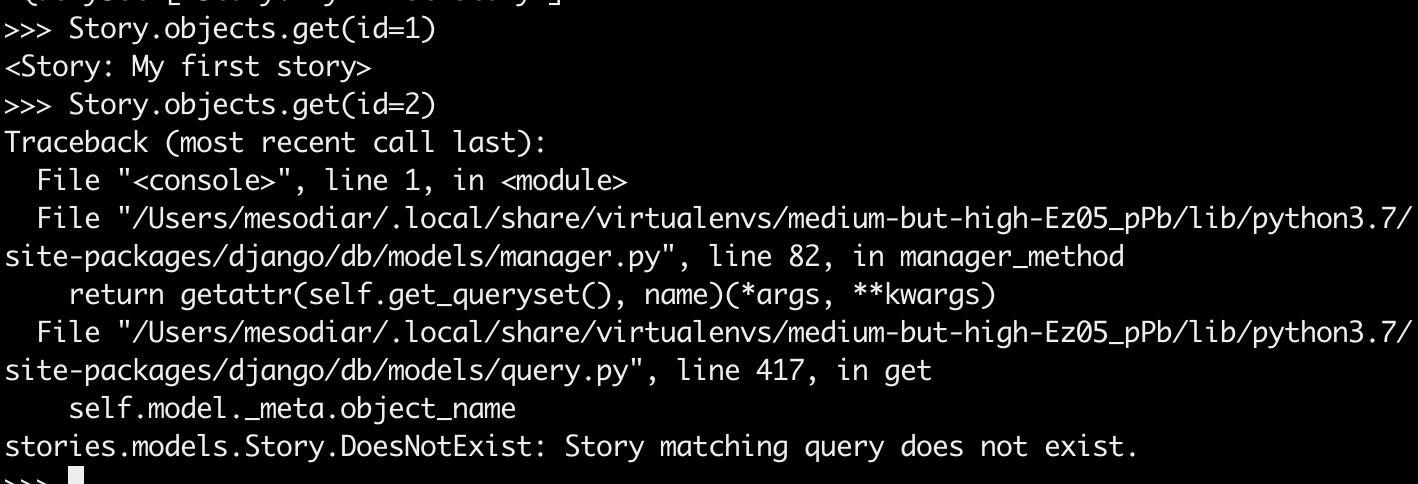 >>> Story.objects.get(id=1)
<Story: My first story>
>>> Story.objects.get(id=2)
Traceback (most recent call last):
  File "<console>", line 1, in <module>
  File "/Users/mesodiar/.local/share/virtualenvs/medium-but-high-Ez05_pPb/lib/python3.7/
site-packages/django/db/models/manager.py", line 82, in manager_method
    return getattr(self.get_queryset(), name)(*args, **kwargs)
  File "/Users/mesodiar/.local/share/virtualenvs/medium-but-high-Ez05_pPb/lib/python3.7/
site-packages/django/db/models/query.py", line 417, in get
    self.model._meta.object_name
stories.models.Story.DoesNotExist: Story matching query does not exist.
>>>